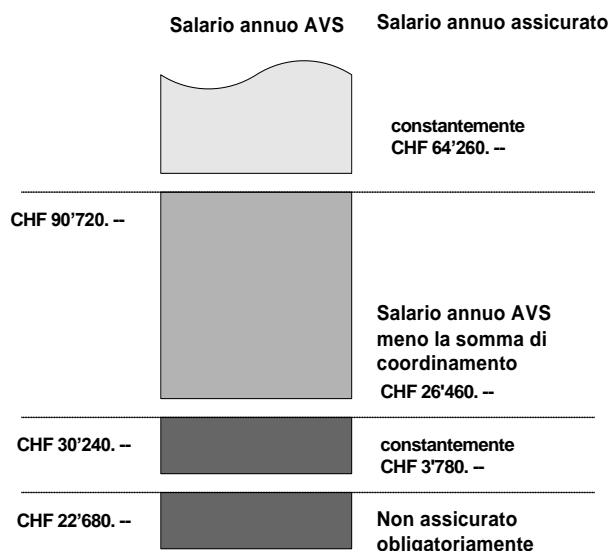 Salario annuo AVS
Salario annuo assicurato
constantemente
CHF 64’260. --
CHF 90’720. --
Salario annuo AVS
meno la somma di
coordinamento
CHF 26'460. --
CHF 30’240. --
constantemente
CHF 3'780. --
CHF 22’680. --
Non assicurato
obligatoriamente